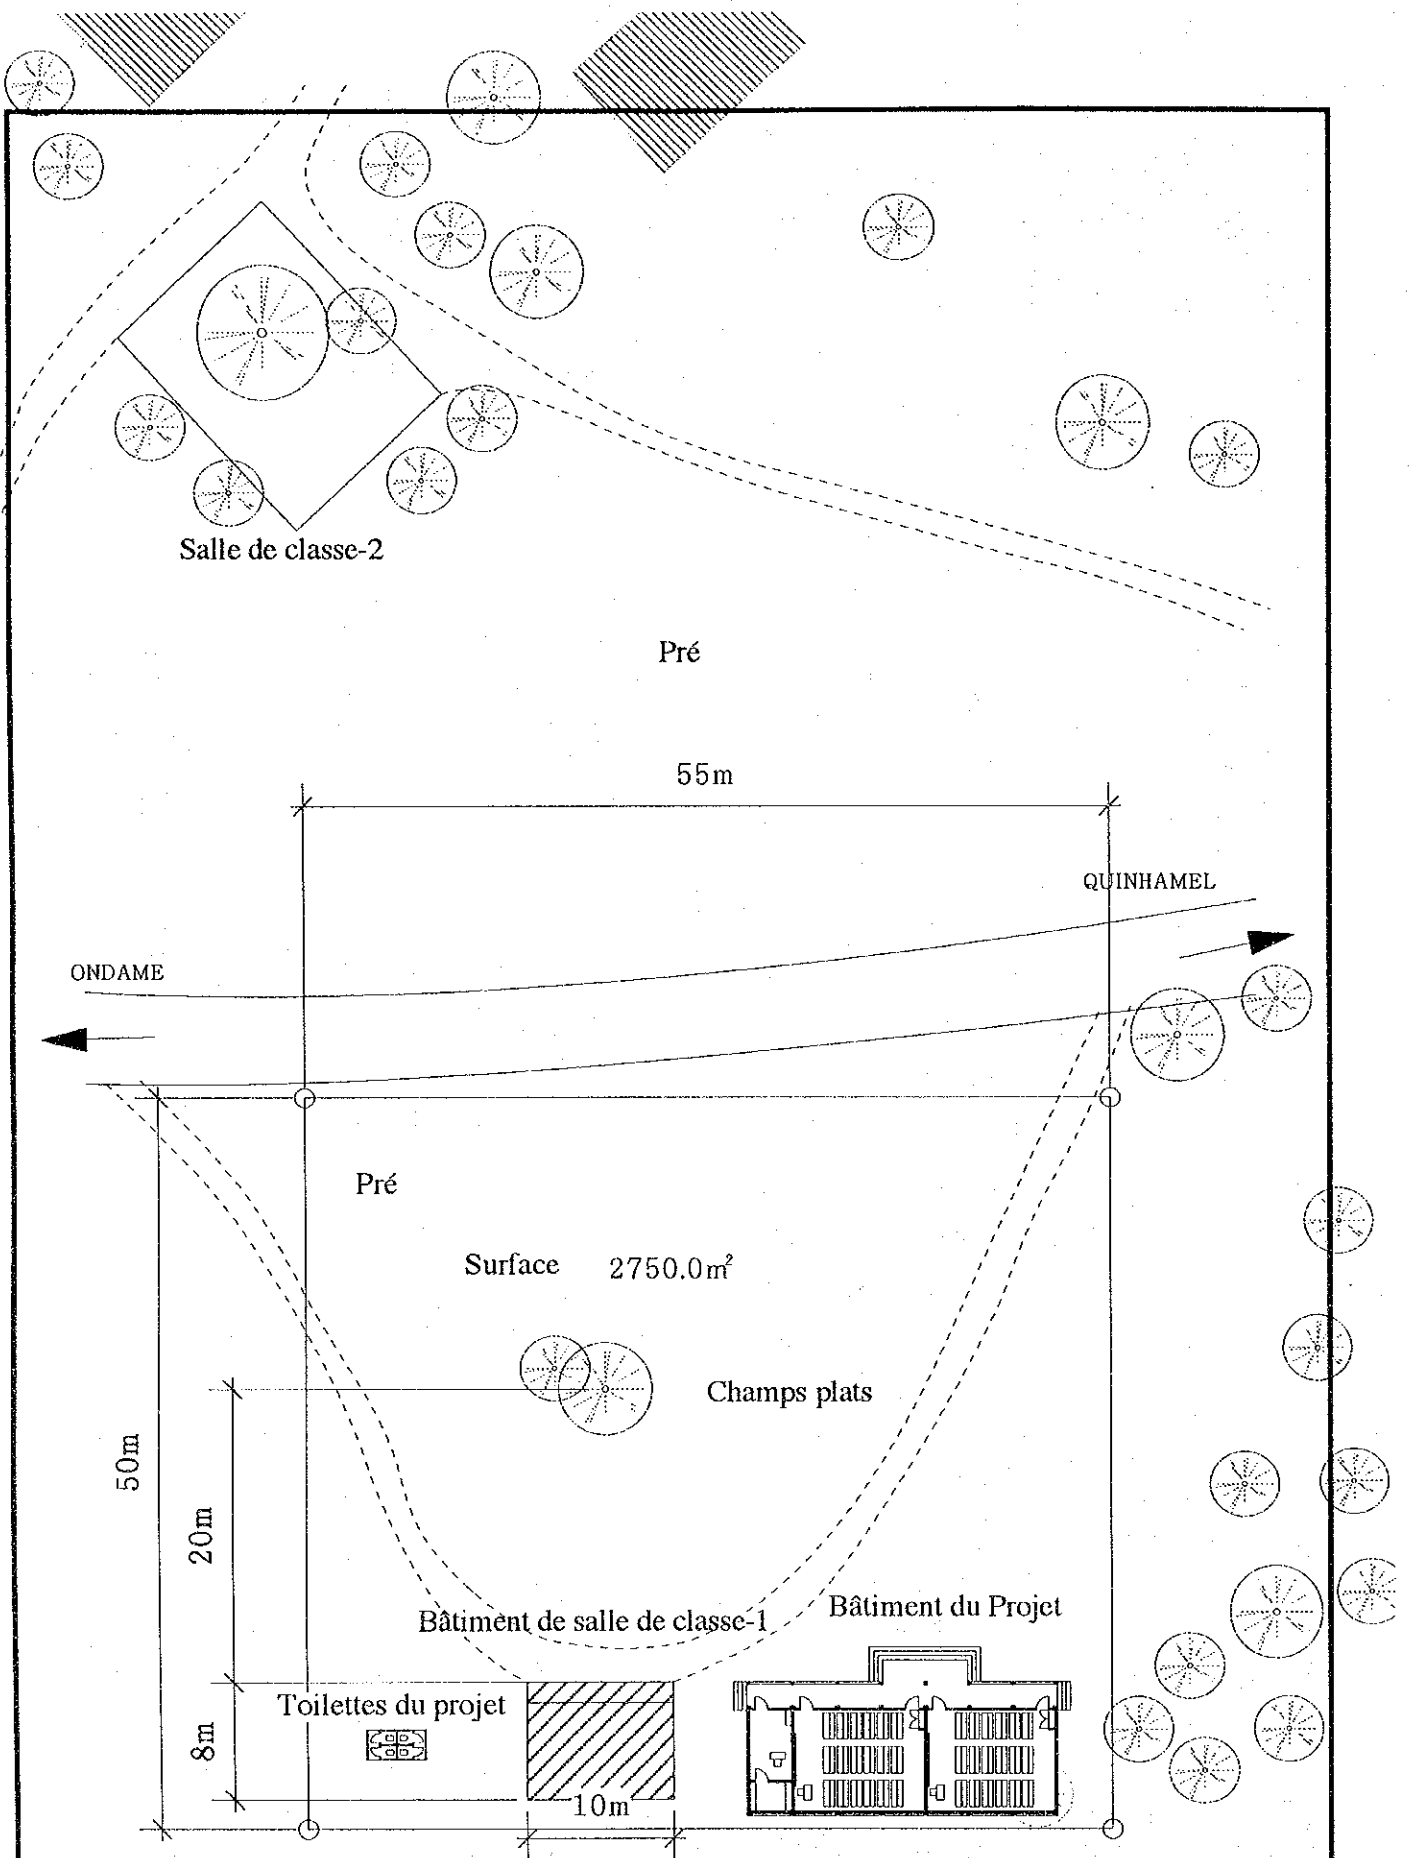 Salle de classe-2
Pré
55m
QUINHAMEL
ONDAME
Pré
Surface 2750.0㎡
Champs plats
50m
20m
Bâtiment de salle de classe-1
Bâtiment du Projet
Toilettes du projet
8m
10m